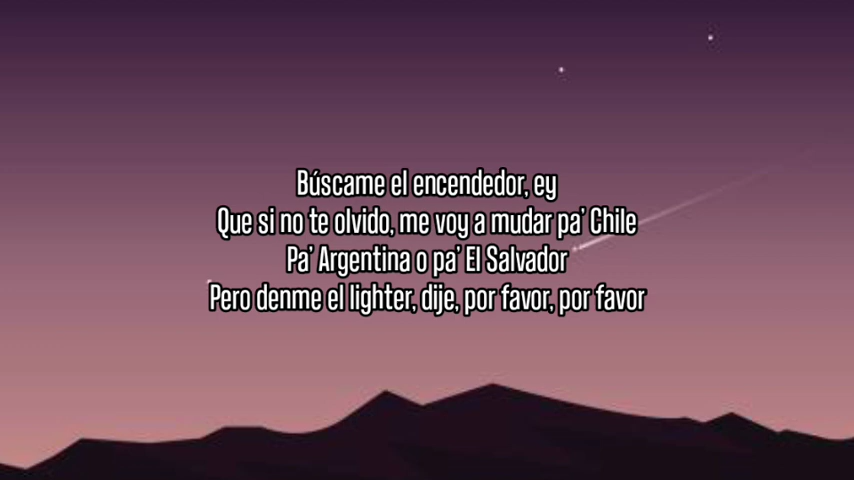 Búscame el encendedor, ey
Que si no te olvido, me voy a mudar pa' Chile
Pa' Argentina o pa' El Salvador
Pero denme el lighter, dije, por favor, por favor